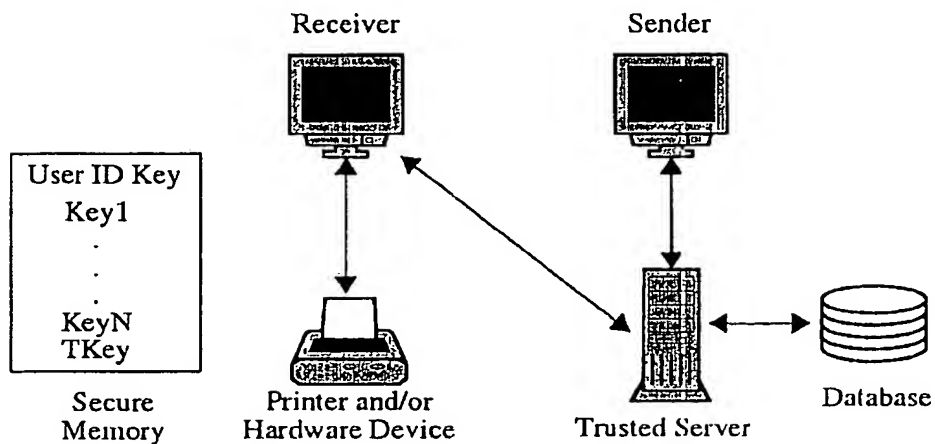 Receiver
Sender
User ID Key
Key1
.
.
.
KeyN
TKey
Secure
Memory
Printer and/or
Hardware Device
Trusted Server
Database